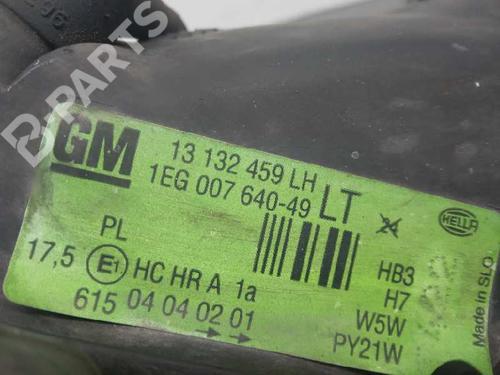 B-PARTS
GM
13 132 459 LH
1EG 007 640-49
LT
HELLA
PL
17,5 E1 HC HR A 1a
615 04 04 02 01
HB3
H7
W5W
PY21W
Made in SLO.